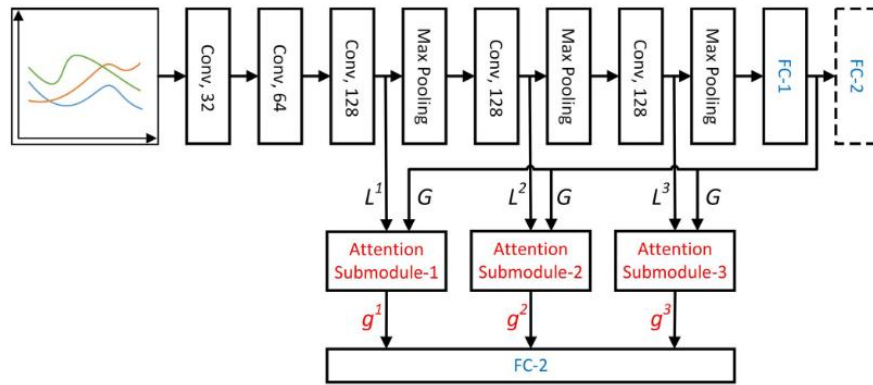 Conv, 32
Conv, 64
Conv, 128
Max Pooling
Conv, 128
Max Pooling
Conv, 128
Max Pooling
FC-1
FC-2
L¹
G
L²
G
L³
G
Attention
Submodule-1
Attention
Submodule-2
Attention
Submodule-3
g¹
g²
g³
FC-2